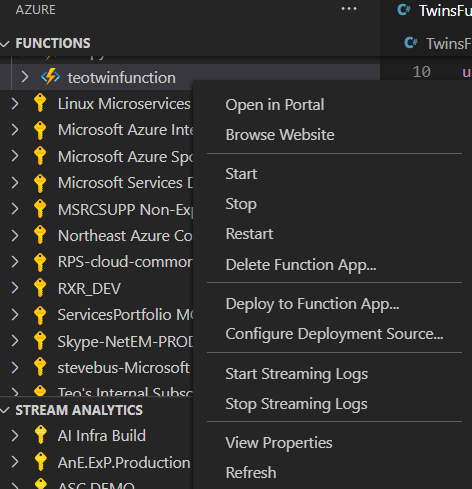 AZURE
...
TwinsFu
FUNCTIONS
TwinsF
teotwinfunction
10 u
Linux Microservices
Microsoft Azure Inte
Microsoft Azure Spo
Microsoft Services D
MSRCSUPP Non-Exp
Northeast Azure Co
RPS-cloud-common
RXR_DEV
ServicesPortfolio MC
Skype-NetEM-PROD
stevebus-Microsoft
Teo's Internal Subsc
STREAM ANALYTICS
AI Infra Build
AnE.ExP.Production
ASC DEMO
Open in Portal
Browse Website
Start
Stop
Restart
Delete Function App...
Deploy to Function App...
Configure Deployment Source...
Start Streaming Logs
Stop Streaming Logs
View Properties
Refresh